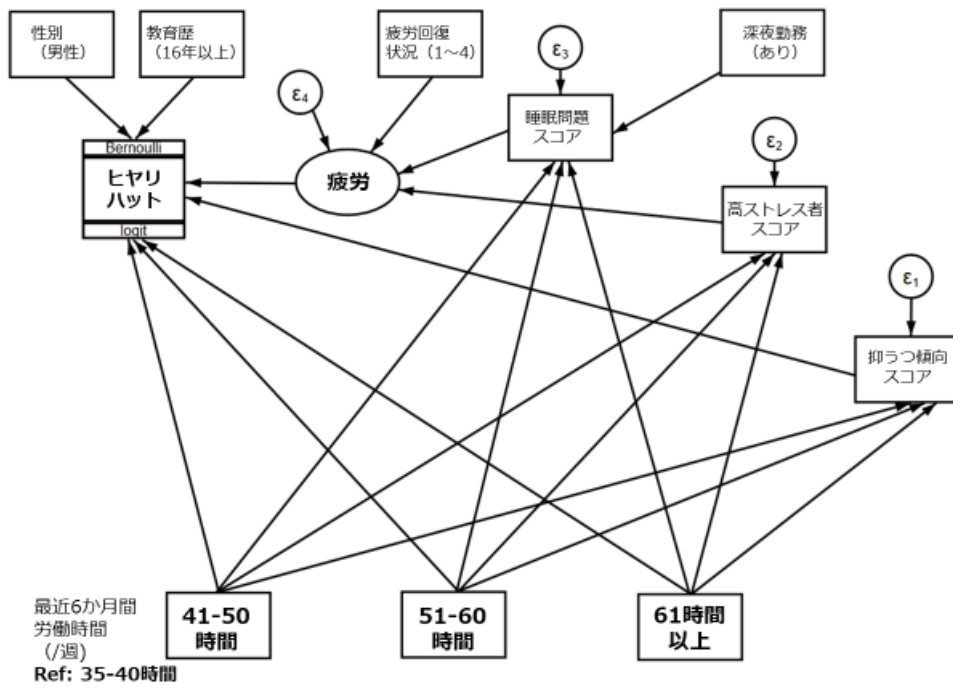 性別
（男性）
教育歴
（16年以上）
疲労回復
状況（1～4）
深夜勤務
（あり）
ε3
ε4
睡眠問題
スコア
ε2
Bernoulli
ヒヤリ
ハット
logit
疲労
高ストレス者
スコア
ε1
抑うつ傾向
スコア
最近6か月間
労働時間
（/週)
Ref: 35-40時間
41-50
時間
51-60
時間
61時間
以上